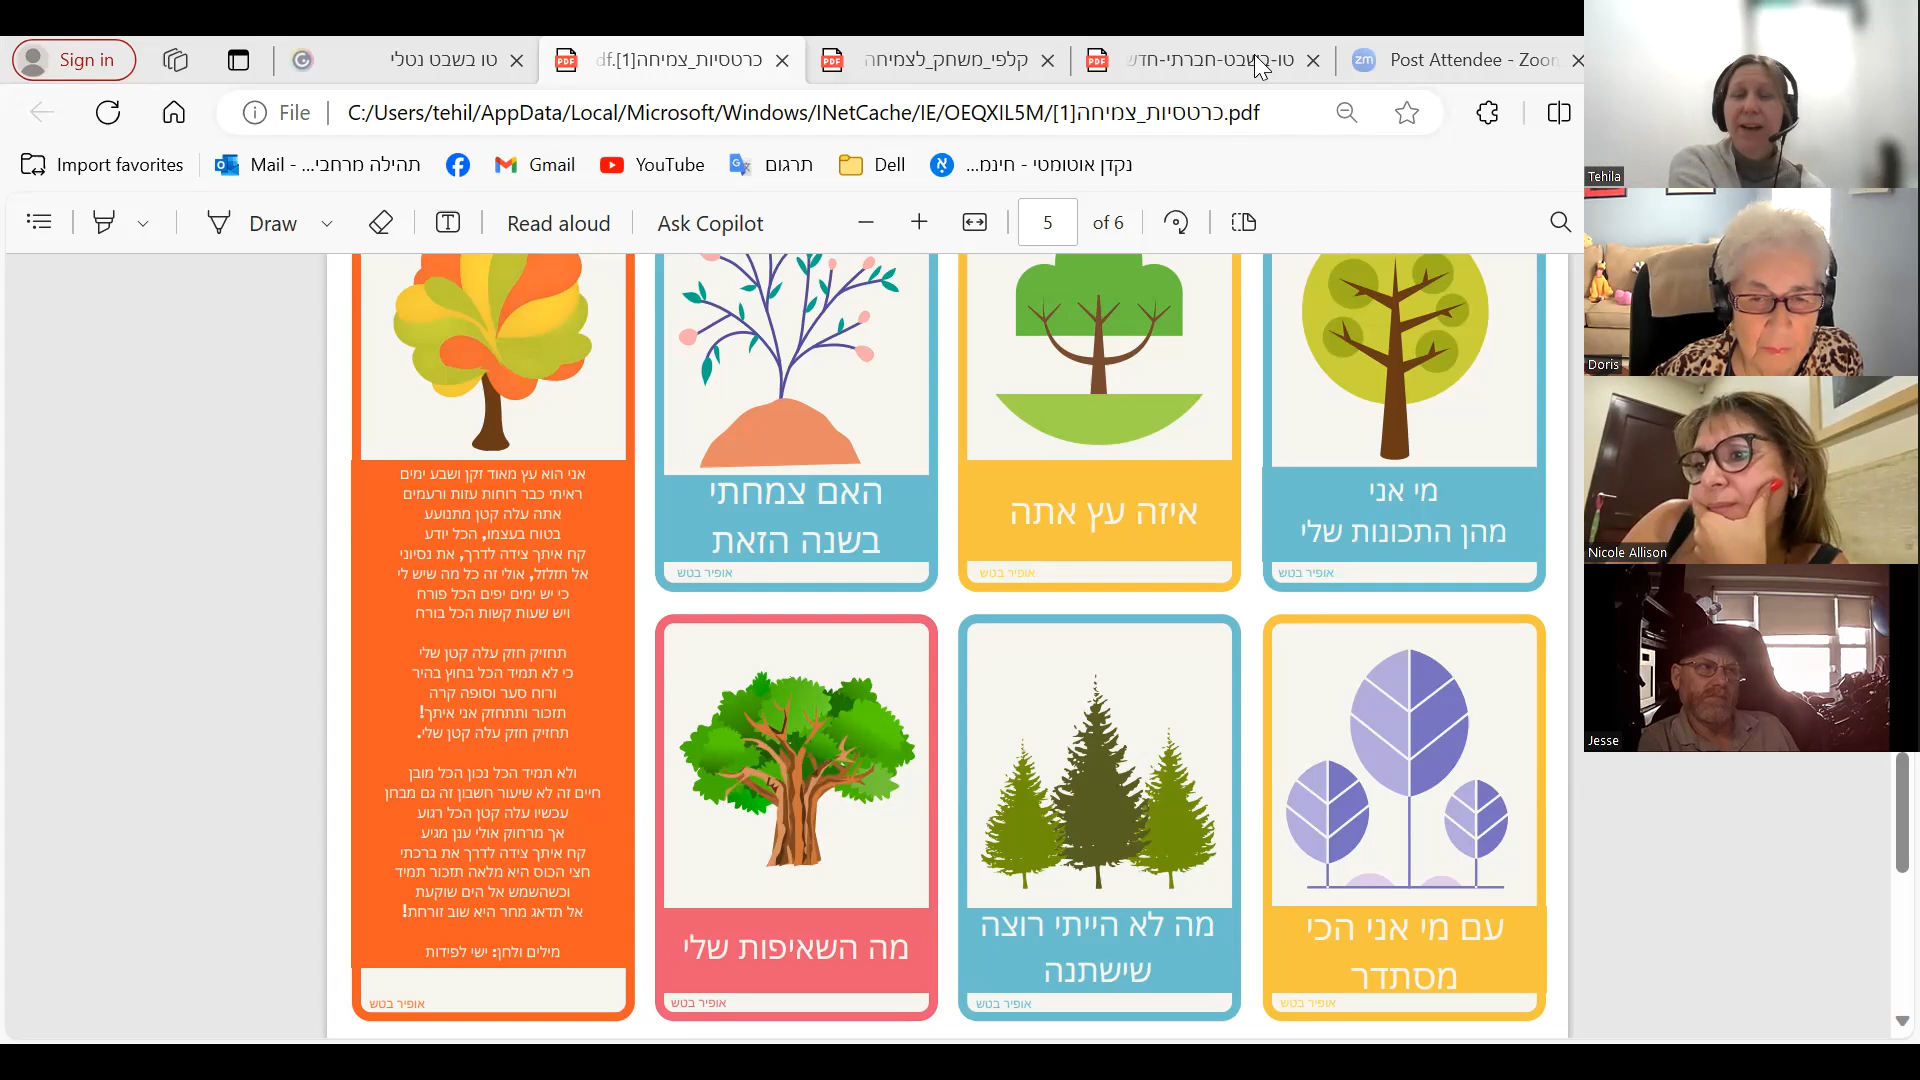 Sign in
טו בשבט נטלי
כרטסיות_צמיחה[1].pdf
קלפי_משחק_לצמיחה
טו-בשבט-חברתי-חדש
Post Attendee - Zoom
File
C:/Users/tehil/AppData/Local/Microsoft/Windows/INetCache/IE/OEQXIL5M/כרטסיות_צמיחה[1].pdf
Import favorites
Mail - תהילה מרחבי...
Gmail
YouTube
תרגום
Dell
נקדן אוטומטי - חינמ...
Draw
Read aloud
Ask Copilot
5 of 6
אני הוא עץ מאוד זקן ושבע ימים
ראיתי כבר רוחות עזות ורעמים
אתה עלה קטן מתנועע
בטוח בעצמו, הכל יודע
קח איתך צידה לדרך, את נסיוני
אל תזלזל, אולי זה כל מה שיש לי
כי יש ימים יפים הכל פורח
ויש שעות קשות הכל בורח
תחזיק חזק עלה קטן שלי
כי לא תמיד הכל בחוץ בהיר
ורוח סער וסופה קרה
תזכור ותתחזק אני איתך!
תחזיק חזק עלה קטן שלי.
ולא תמיד הכל נכון הכל מובן
חיים זה לא שיעור חשבון זה גם מבחן
עכשיו עלה קטן הכל רגוע
אך מרחוק אולי ענן מגיע
קח איתך צידה לדרך את ברכתי
חצי הכוס היא מלאה תזכור תמיד
וכשהשמש אל הים שוקעת
אל תדאג מחר היא שוב זורחת!
מילים ולחן: ישי לפידות
אופיר בטש
האם צמחתי
בשנה הזאת
אופיר בטש
איזה עץ אתה
אופיר בטש
מי אני
מהן התכונות שלי
אופיר בטש
מה השאיפות שלי
אופיר בטש
מה לא הייתי רוצה
שישתנה
אופיר בטש
עם מי אני הכי
מסתדר
אופיר בטש
Tehila
Doris
Nicole Allison
Jesse